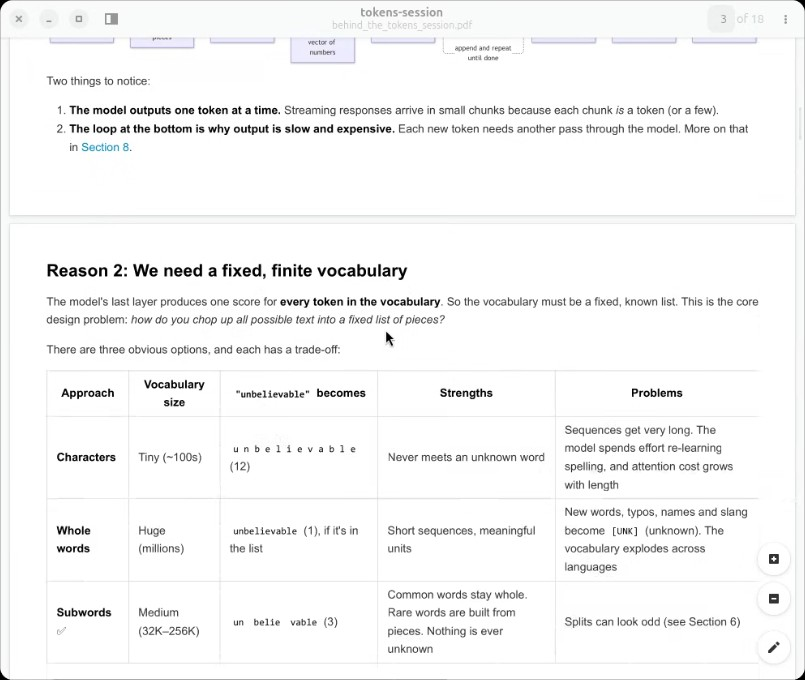 tokens-session
behind_the_tokens_session.pdf
3 of 18
vector of
numbers
append and repeat
until done
Two things to notice:
1. The model outputs one token at a time. Streaming responses arrive in small chunks because each chunk is a token (or a few).
2. The loop at the bottom is why output is slow and expensive. Each new token needs another pass through the model. More on that
in Section 8.
Reason 2: We need a fixed, finite vocabulary
The model's last layer produces one score for every token in the vocabulary. So the vocabulary must be a fixed, known list. This is the core
design problem: how do you chop up all possible text into a fixed list of pieces?
There are three obvious options, and each has a trade-off:
Approach
Vocabulary
size
"unbelievable" becomes
Strengths
Problems
Characters
Tiny (~100s)
u n b e l i e v a b l e
(12)
Never meets an unknown word
Sequences get very long. The
model spends effort re-learning
spelling, and attention cost grows
with length
Whole
words
Huge
(millions)
unbelievable (1), if it's in
the list
Short sequences, meaningful
units
New words, typos, names and slang
become [UNK] (unknown). The
vocabulary explodes across
languages
Subwords
✅
Medium
(32K–256K)
un belie vable (3)
Common words stay whole.
Rare words are built from
pieces. Nothing is ever
unknown
Splits can look odd (see Section 6)